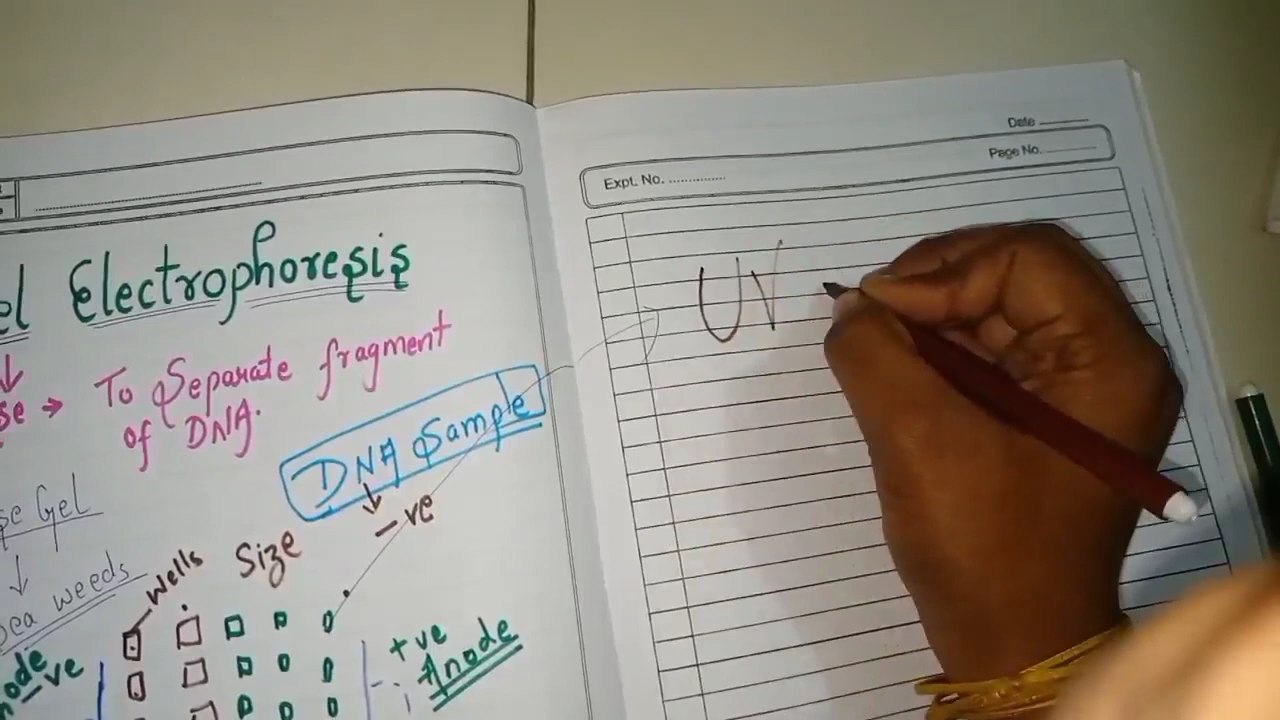 el Electrophoresis
se → To Separate fragment
of DNA.
DNA Sample
-ve
se Gel
Sea weeds
Wells Size
ode
-ve
+ve
Anode
Date
Page No.
Expt. No.
UV